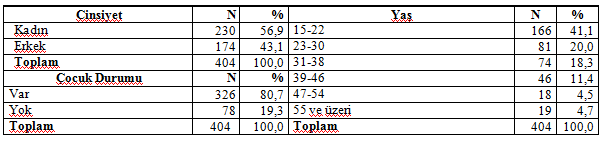 Cinsiyet N % Yaş N %
Kadın 230 56,9 15-22 166 41,1
Erkek 174 43,1 23-30 81 20,0
Toplam 404 100,0 31-38 74 18,3
Çocuk Durumu N % 39-46 46 11,4
Var 326 80,7 47-54 18 4,5
Yok 78 19,3 55 ve üzeri 19 4,7
Toplam 404 100,0 Toplam 404 100,0